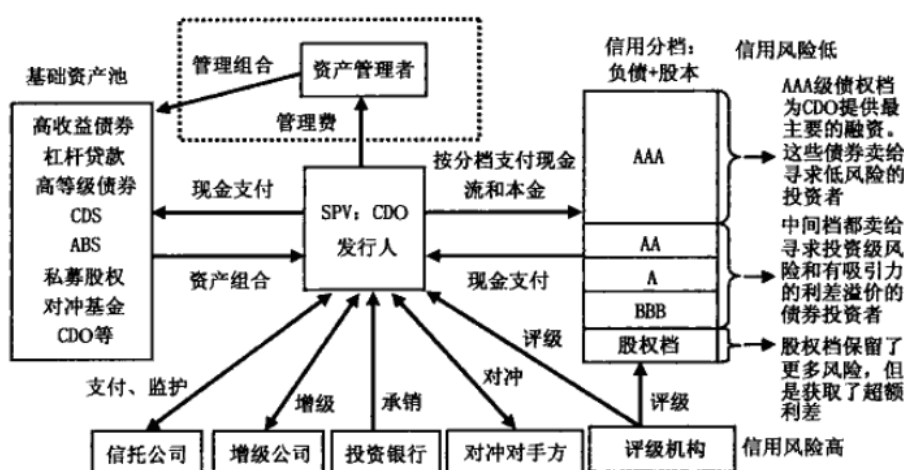 基础资产池
高收益债券
杠杆贷款
高等级债券
CDS
ABS
私募股权
对冲基金
CDO等
管理组合
资产管理者
管理费
现金支付
资产组合
SPV：CDO
发行人
按分档支付现金
流和本金
现金支付
信用分档：
负债+股本
AAA
AA
A
BBB
股权档
信用风险低
AAA级债权档
为CDO提供最
主要的融资。
这些债券卖给
寻求低风险的
投资者
中间档都卖给
寻求投资级风
险和有吸引力
的利差溢价的
债券投资者
股权档保留了
更多风险，但
是获取了超额
利差
支付、监护
增级
承销
对冲
评级
评级
信托公司
增级公司
投资银行
对冲对手方
评级机构
信用风险高